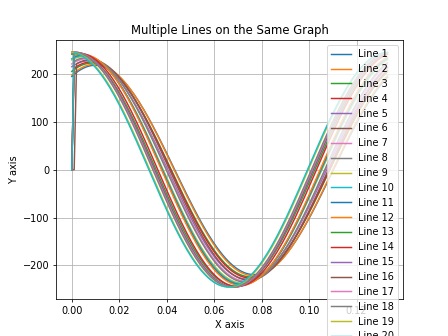 Multiple Lines on the Same Graph
Y axis
200
100
0
−100
−200
0.00
0.02
0.04
0.06
0.08
0.10
X axis
Line 1
Line 2
Line 3
Line 4
Line 5
Line 6
Line 7
Line 8
Line 9
Line 10
Line 11
Line 12
Line 13
Line 14
Line 15
Line 16
Line 17
Line 18
Line 19
Line 20